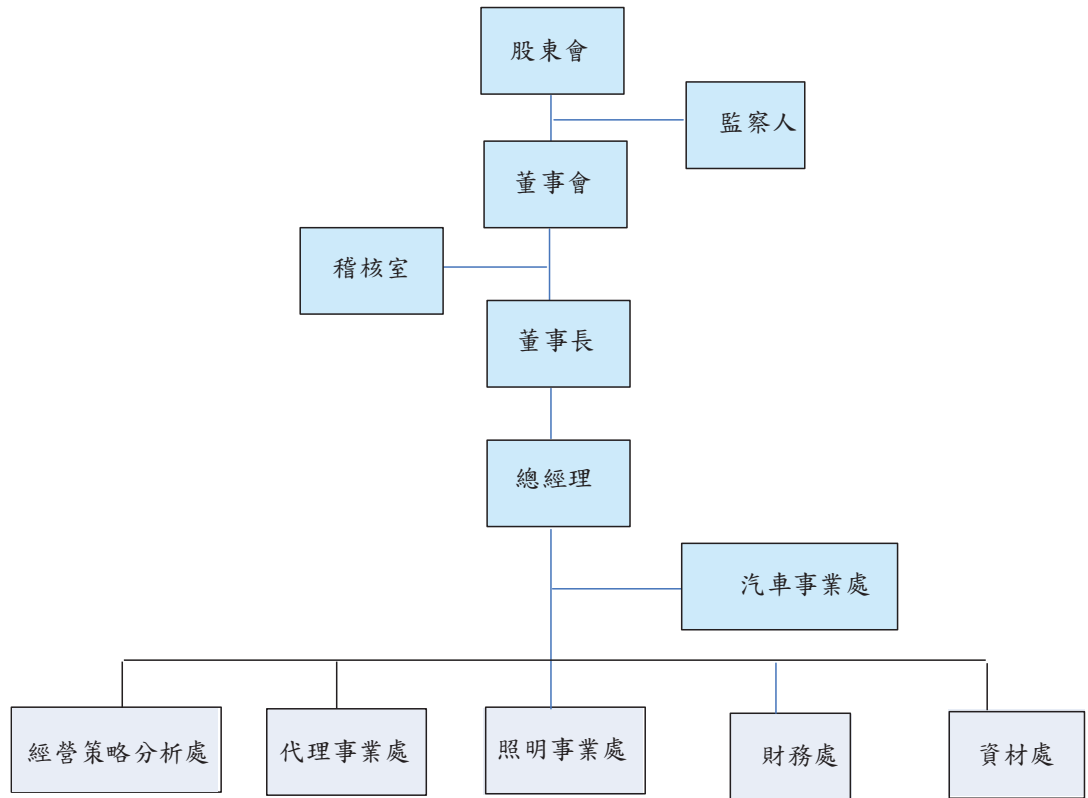 股東會
監察人
董事會
稽核室
董事長
總經理
汽車事業處
經營策略分析處
代理事業處
照明事業處
財務處
資材處